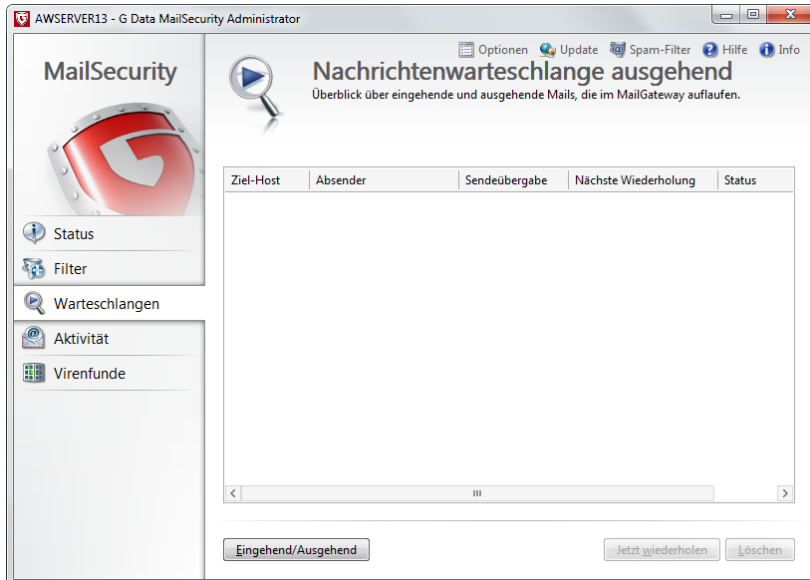 AWSERVER13 - G Data MailSecurity Administrator
Optionen Update Spam-Filter Hilfe Info
MailSecurity
Nachrichtenwarteschlange ausgehend
Überblick über eingehende und ausgehende Mails, die im MailGateway auflaufen.
Ziel-Host Absender Sendeübergabe Nächste Wiederholung Status
Status
Filter
Warteschlangen
Aktivität
Virenfunde
Eingehend/Ausgehend Jetzt wiederholen Löschen